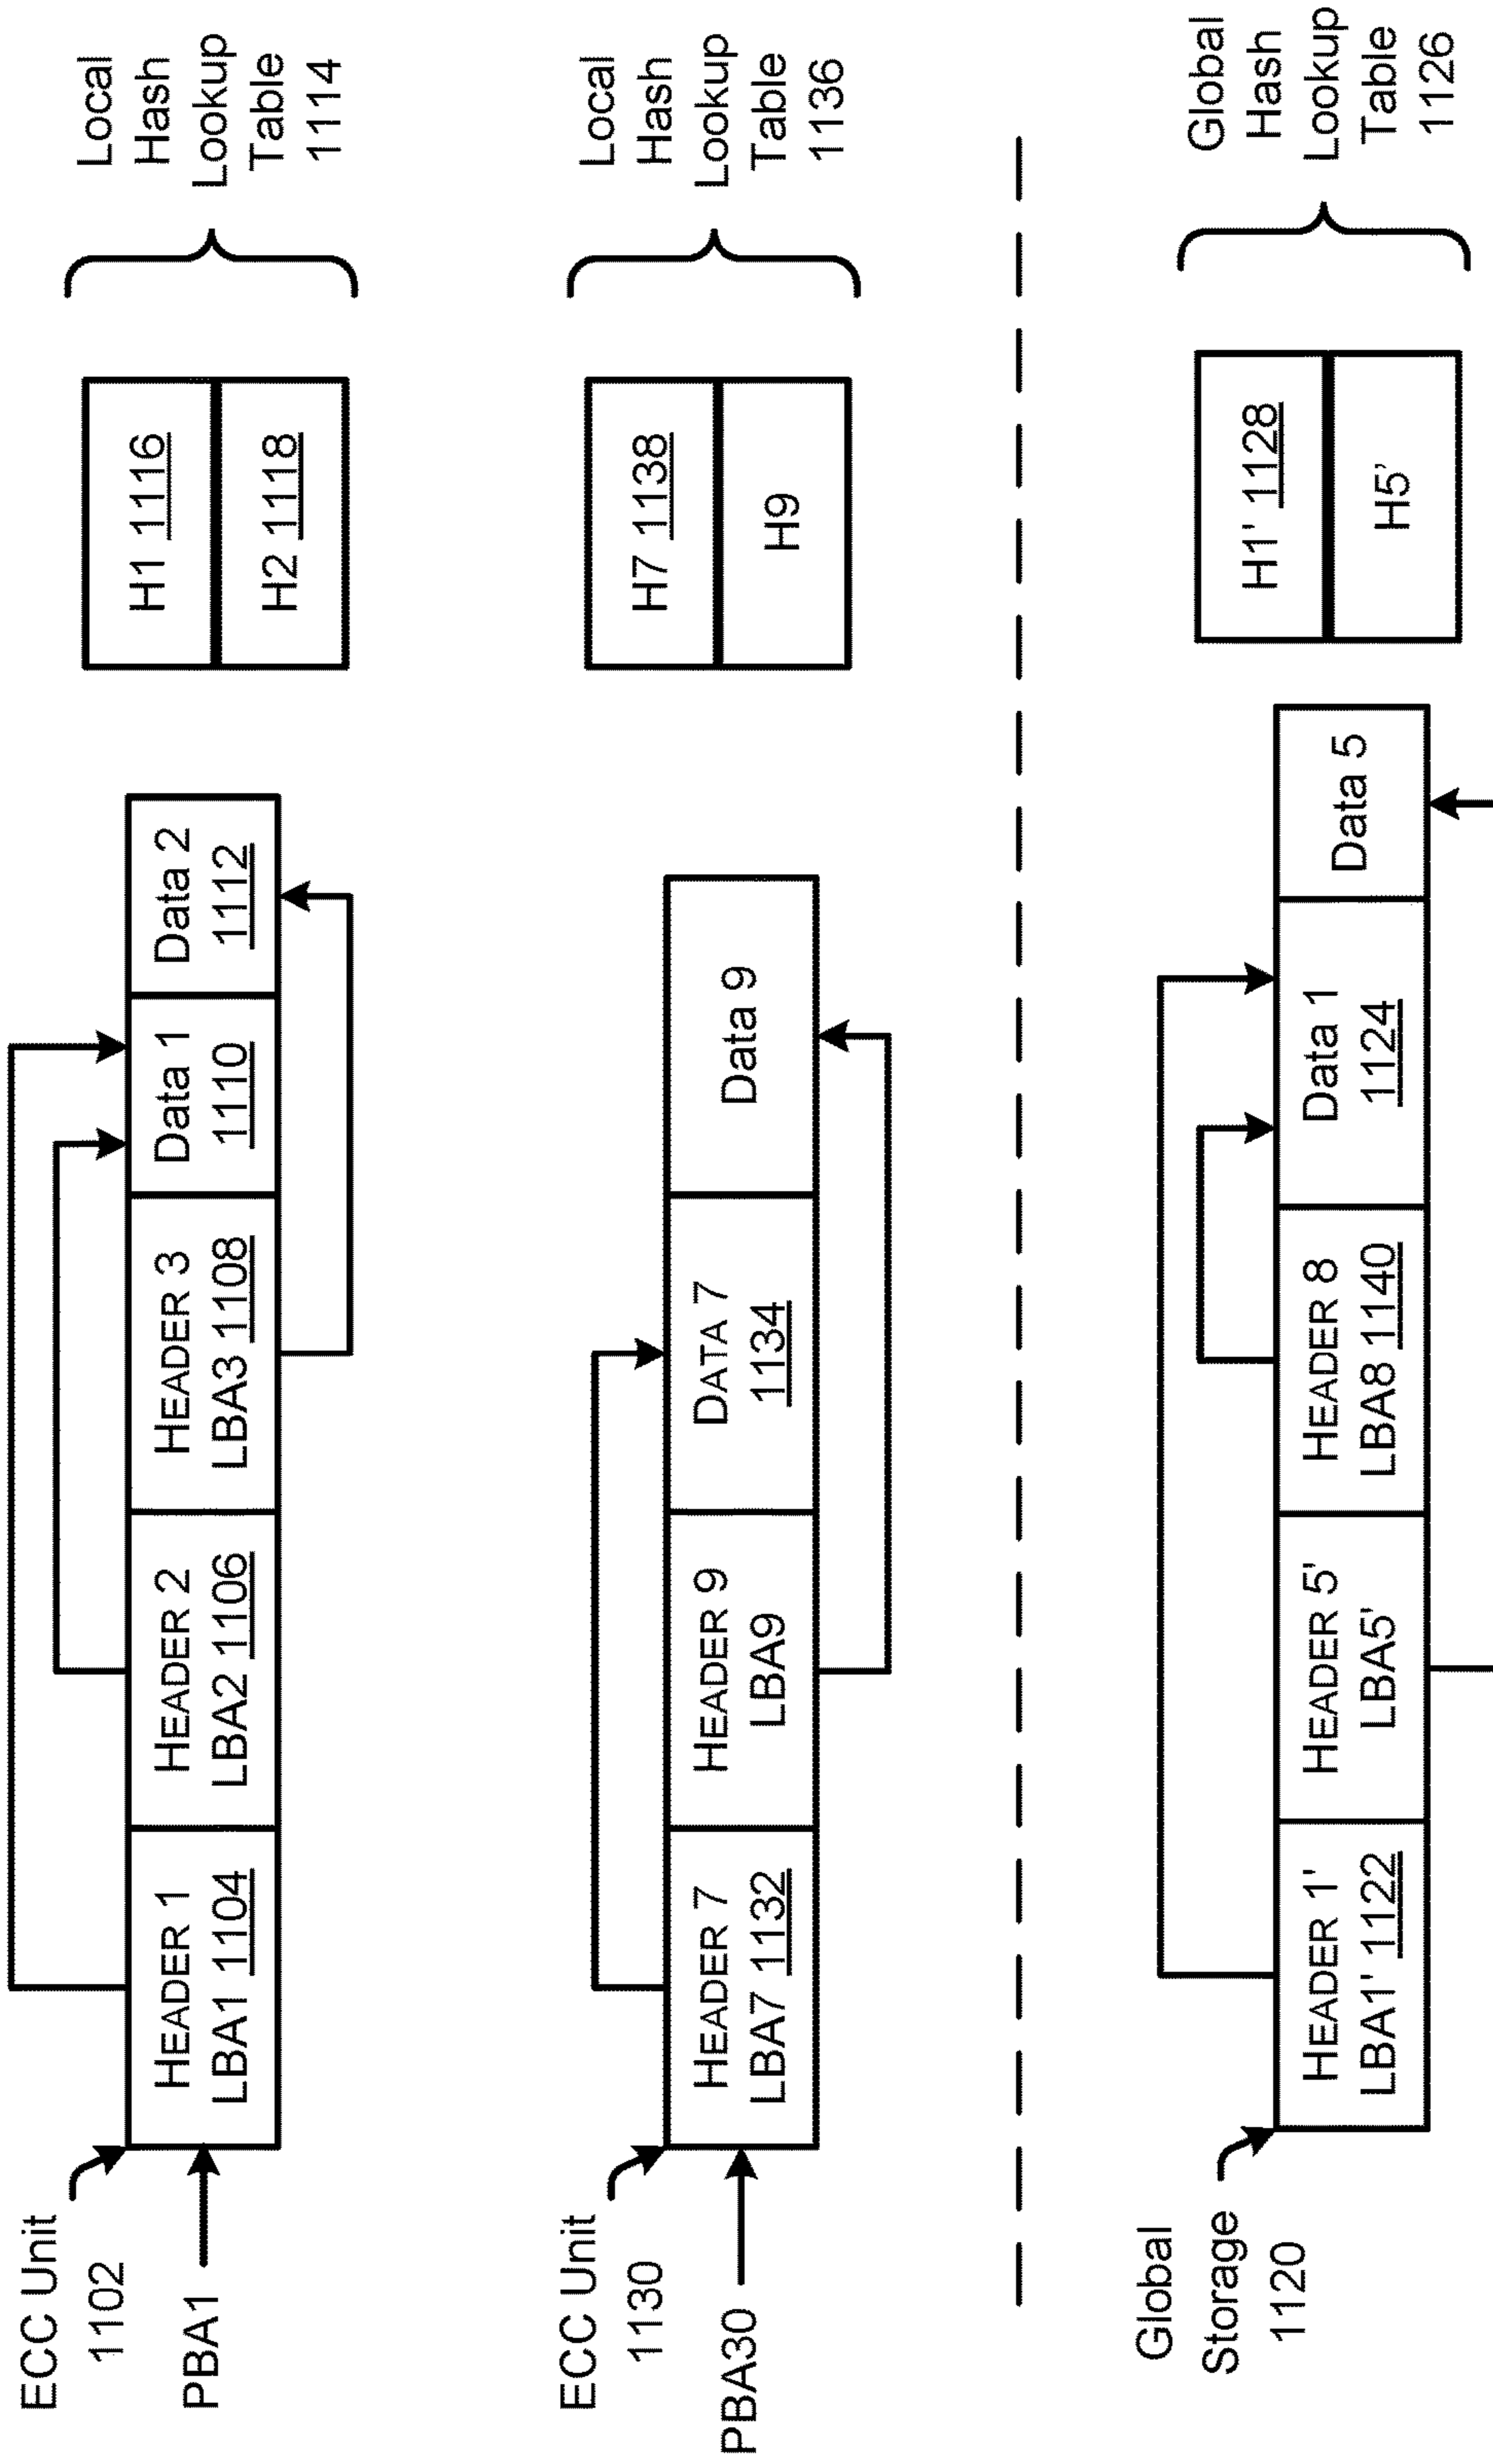 ECC Unit
1102
PBA1
HEADER 1
LBA1 1104
HEADER 2
LBA2 1106
HEADER 3
LBA3 1108
Data 1
1110
Data 2
1112
H1 1116
H2 1118
Local
Hash
Lookup
Table
1114
ECC Unit
1130
PBA30
HEADER 7
LBA7 1132
HEADER 9
LBA9
DATA 7
1134
Data 9
H7 1138
H9
Local
Hash
Lookup
Table
1136
Global
Storage
1120
HEADER 1'
LBA1' 1122
HEADER 5'
LBA5'
HEADER 8
LBA8 1140
Data 1
1124
Data 5
H1' 1128
H5'
Global
Hash
Lookup
Table
1126